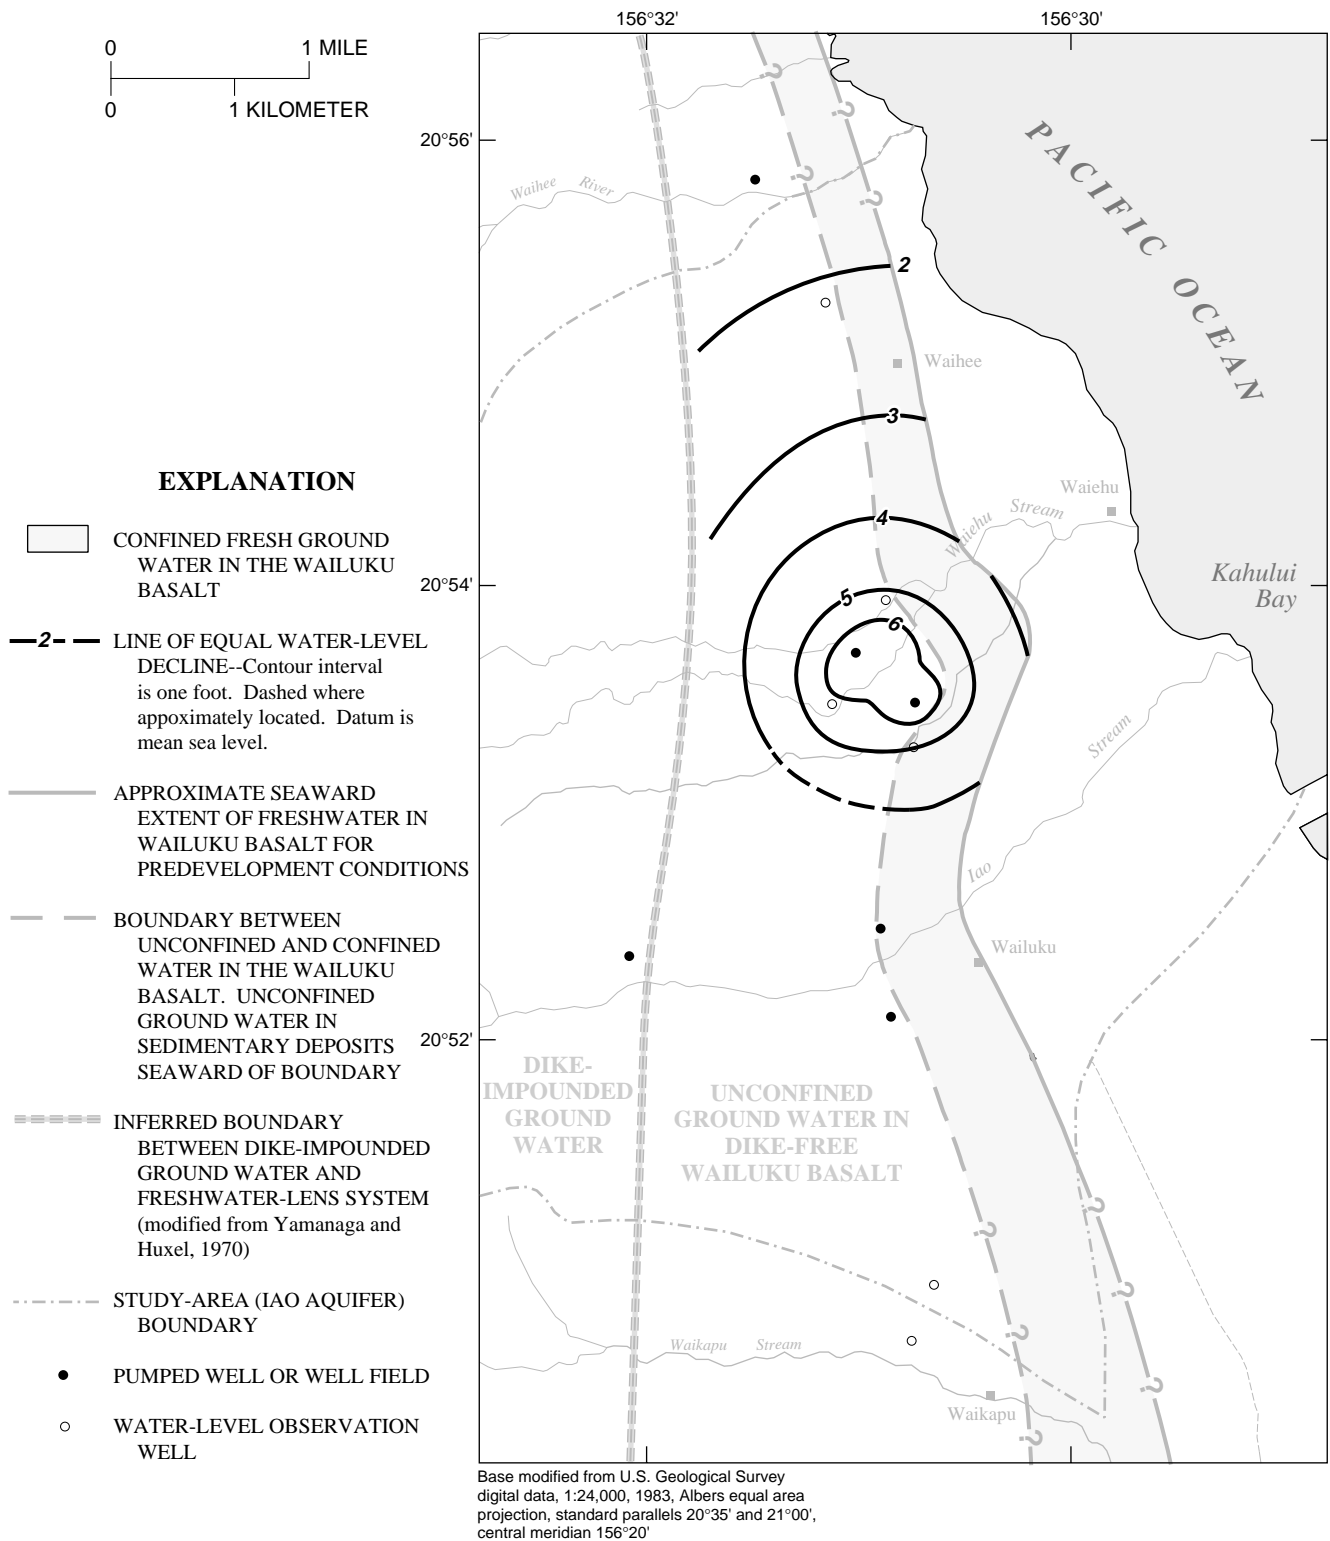 156°32'
156°30'
0
1 MILE
0
1 KILOMETER
20°56'
20°54'
20°52'
PACIFIC OCEAN
Waihee River
2
Waihee
3
Waiehu
Waiehu Stream
4
Kahului
Bay
5
6
Stream
Iao
Wailuku
DIKE-
IMPOUNDED
GROUND
WATER
UNCONFINED
GROUND WATER IN
DIKE-FREE
WAILUKU BASALT
Waikapu Stream
Waikapu
?
?
?
?
?
?
?
?
?
?
?
EXPLANATION
CONFINED FRESH GROUND
WATER IN THE WAILUKU
BASALT
2
LINE OF EQUAL WATER-LEVEL
DECLINE--Contour interval
is one foot. Dashed where
appoximately located. Datum is
mean sea level.
APPROXIMATE SEAWARD
EXTENT OF FRESHWATER IN
WAILUKU BASALT FOR
PREDEVELOPMENT CONDITIONS
BOUNDARY BETWEEN
UNCONFINED AND CONFINED
WATER IN THE WAILUKU
BASALT. UNCONFINED
GROUND WATER IN
SEDIMENTARY DEPOSITS
SEAWARD OF BOUNDARY
INFERRED BOUNDARY
BETWEEN DIKE-IMPOUNDED
GROUND WATER AND
FRESHWATER-LENS SYSTEM
(modified from Yamanaga and
Huxel, 1970)
STUDY-AREA (IAO AQUIFER)
BOUNDARY
PUMPED WELL OR WELL FIELD
WATER-LEVEL OBSERVATION
WELL
Base modified from U.S. Geological Survey
digital data, 1:24,000, 1983, Albers equal area
projection, standard parallels 20°35' and 21°00',
central meridian 156°20'